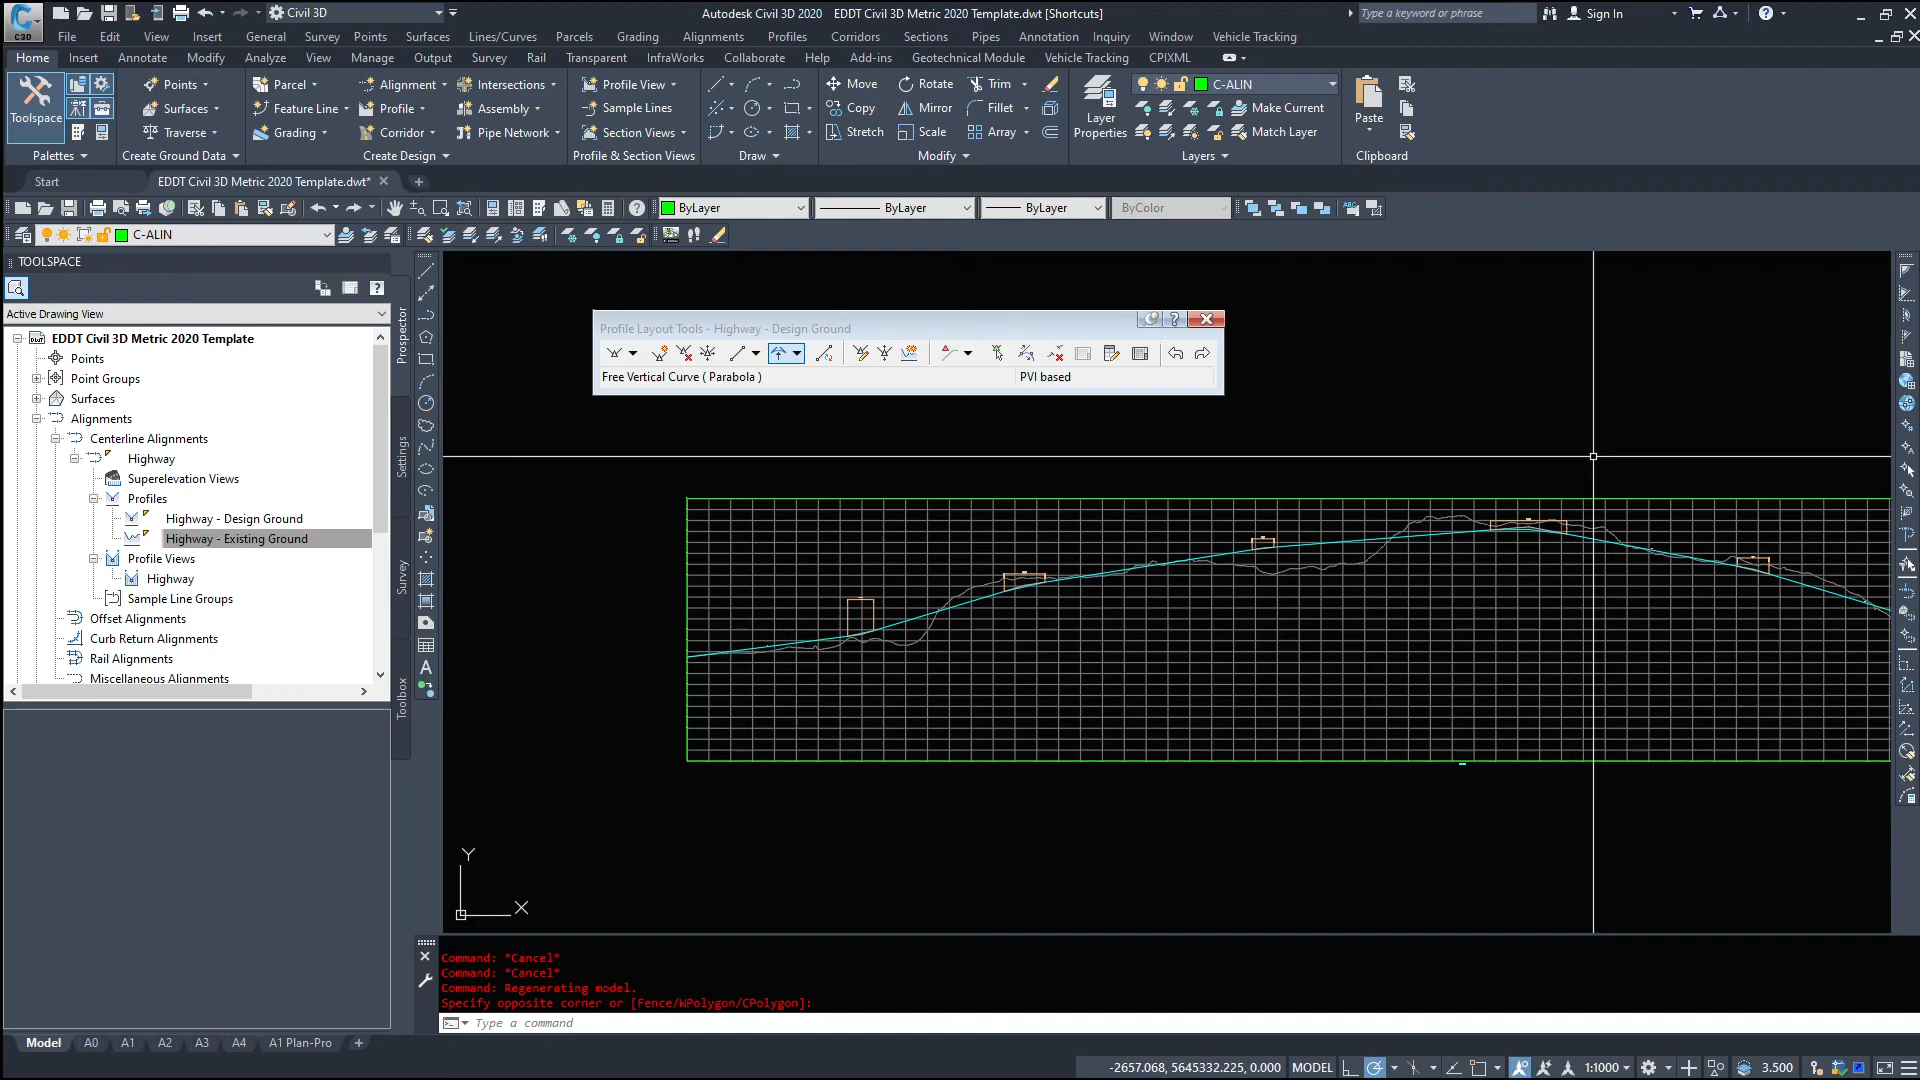 C3D
Civil 3D
Autodesk Civil 3D 2020 EDDT Civil 3D Metric 2020 Template.dwt [Shortcuts]
Type a keyword or phrase
Sign In
File Edit View Insert General Survey Points Surfaces Lines/Curves Parcels Grading Alignments Profiles Corridors Sections Pipes Annotation Inquiry Window Vehicle Tracking
Home Insert Annotate Modify Analyze View Manage Output Survey Rail Transparent InfraWorks Collaborate Help Add-ins Geotechnical Module Vehicle Tracking CPIXML
Toolspace
Points
Surfaces
Traverse
Parcel
Feature Line
Grading
Alignment
Profile
Corridor
Intersections
Assembly
Pipe Network
Profile View
Sample Lines
Section Views
Move Rotate Trim
Copy Mirror Fillet
Stretch Scale Array
Layer
Properties
C-ALIN
Make Current
Match Layer
Paste
Palettes Create Ground Data Create Design Profile & Section Views Draw Modify Layers Clipboard
Start EDDT Civil 3D Metric 2020 Template.dwt*
ByLayer ByLayer ByLayer ByColor
C-ALIN
TOOLSPACE
Active Drawing View
EDDT Civil 3D Metric 2020 Template
Points
Point Groups
Surfaces
Alignments
Centerline Alignments
Highway
Superelevation Views
Profiles
Highway - Design Ground
Highway - Existing Ground
Profile Views
Highway
Sample Line Groups
Offset Alignments
Curb Return Alignments
Rail Alignments
Miscellaneous Alignments
Prospector
Settings
Survey
Toolbox
Profile Layout Tools - Highway - Design Ground
Free Vertical Curve ( Parabola ) PVI based
Y
X
Command: *Cancel*
Command: *Cancel*
Command: Regenerating model.
Specify opposite corner or [Fence/WPolygon/CPolygon]:
Type a command
Model A0 A1 A2 A3 A4 A1 Plan-Pro
-2657.068, 5645332.225, 0.000 MODEL 1:1000 3.500